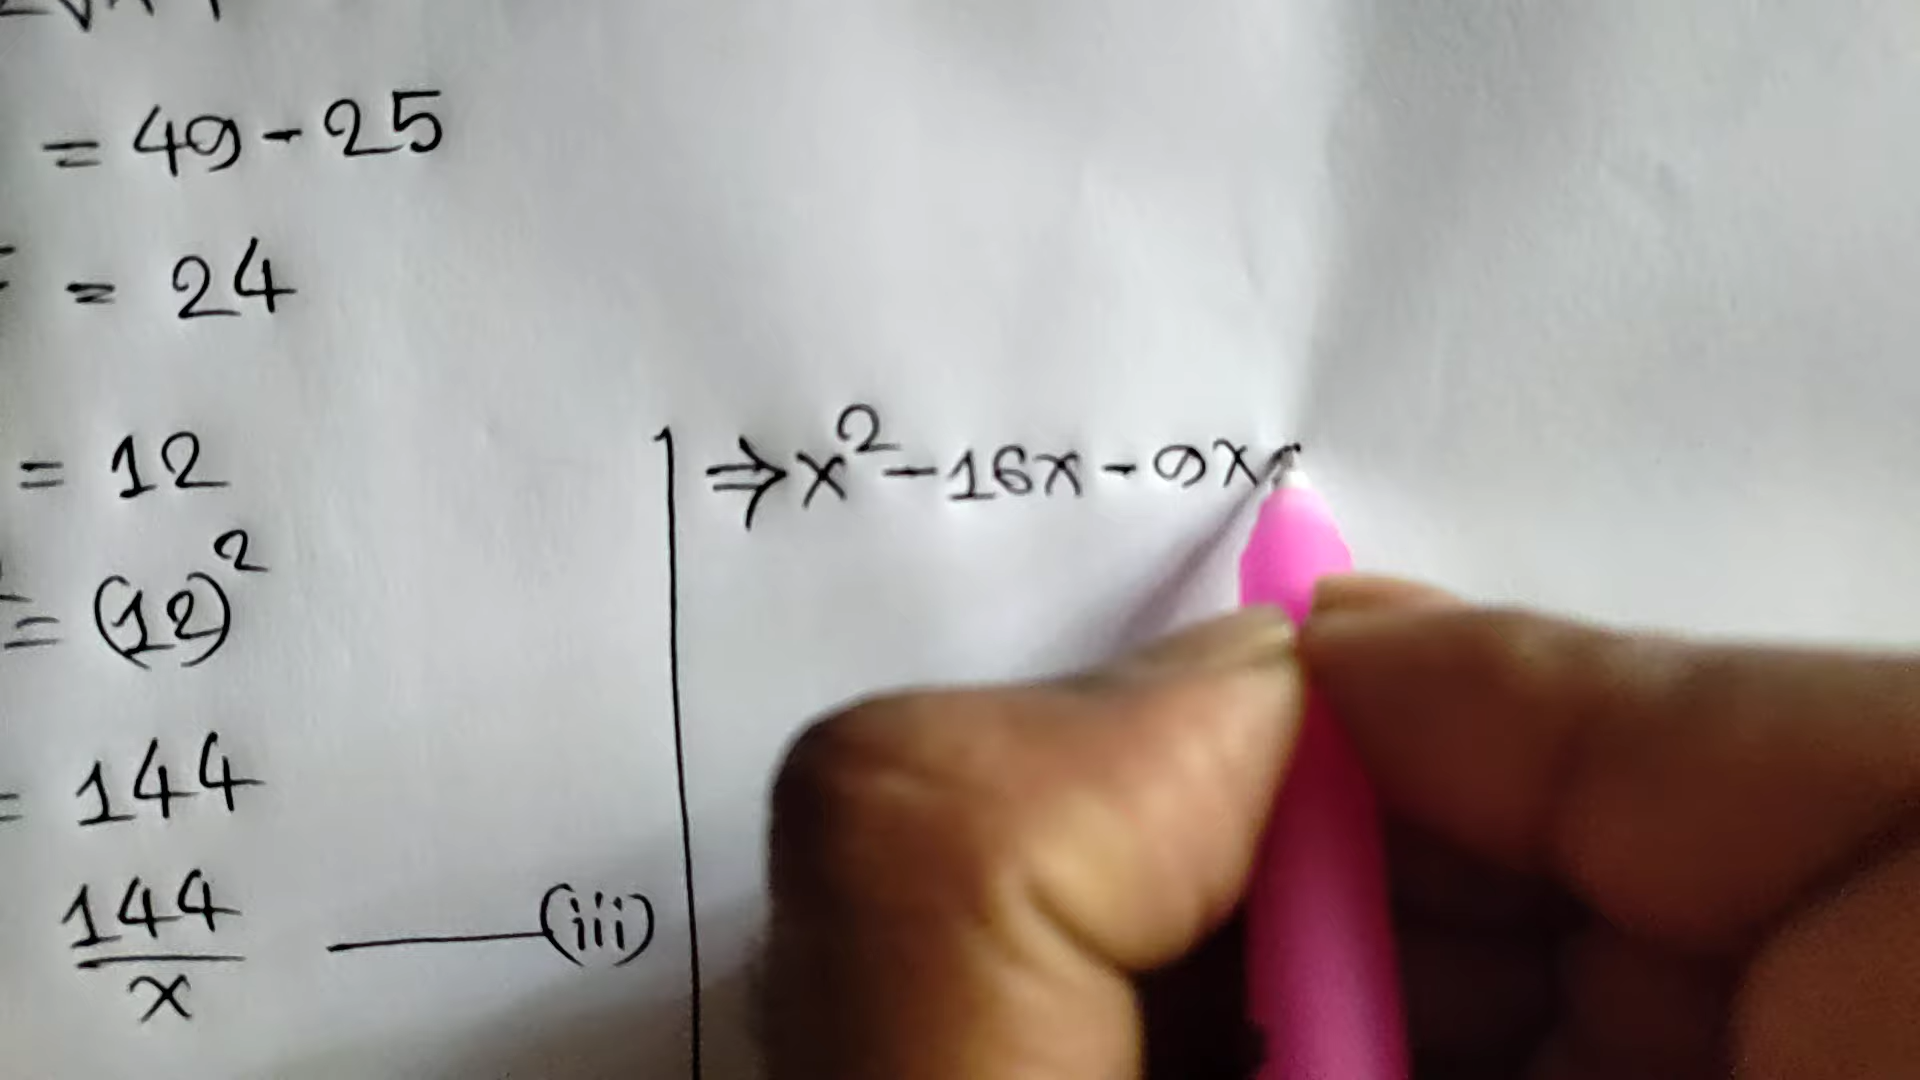 = 49 - 25
= 24
= 12
= (12)²
= 144
144/x ——— (iii)
⇒ x² - 16x - 9x